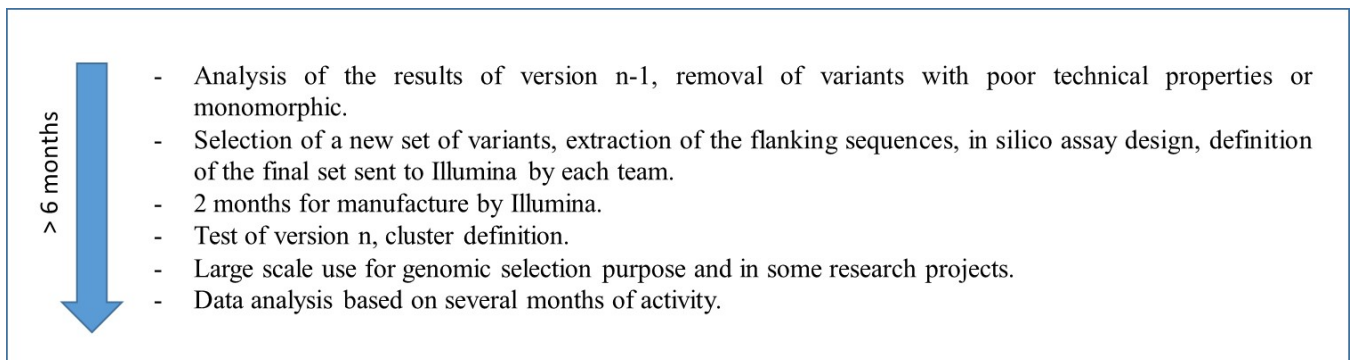 > 6 months
- Analysis of the results of version n-1, removal of variants with poor technical properties or
monomorphic.
- Selection of a new set of variants, extraction of the flanking sequences, in silico assay design, definition
of the final set sent to Illumina by each team.
- 2 months for manufacture by Illumina.
- Test of version n, cluster definition.
- Large scale use for genomic selection purpose and in some research projects.
- Data analysis based on several months of activity.